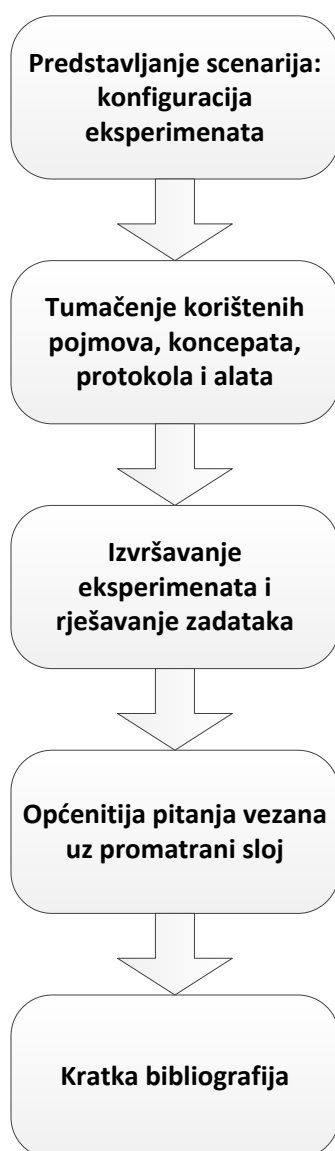 Predstavljanje scenarija:
konfiguracija
eksperimenata
Tumačenje korištenih
pojmova, koncepata,
protokola i alata
Izvršavanje
eksperimenata i
rješavanje zadataka
Općenitija pitanja vezana
uz promatrani sloj
Kratka bibliografija